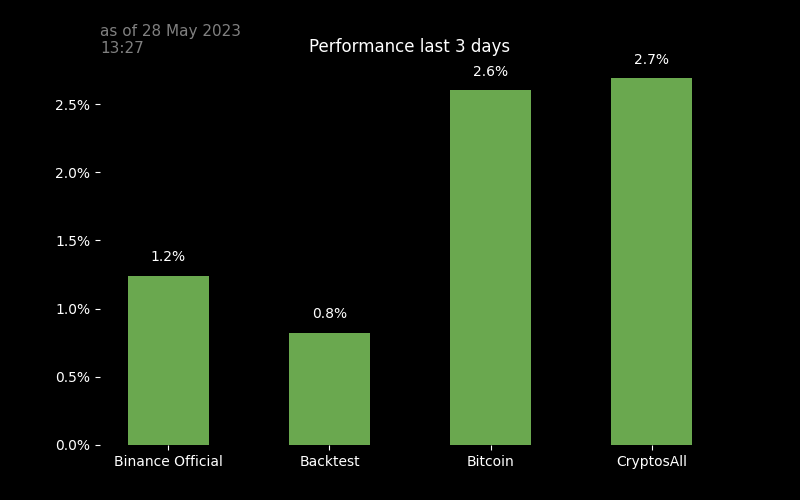 as of 28 May 2023
13:27
Performance last 3 days
2.7%
2.6%
2.5%
2.0%
1.5%
1.2%
1.0%
0.8%
0.5%
0.0%
Binance Official
Backtest
Bitcoin
CryptosAll